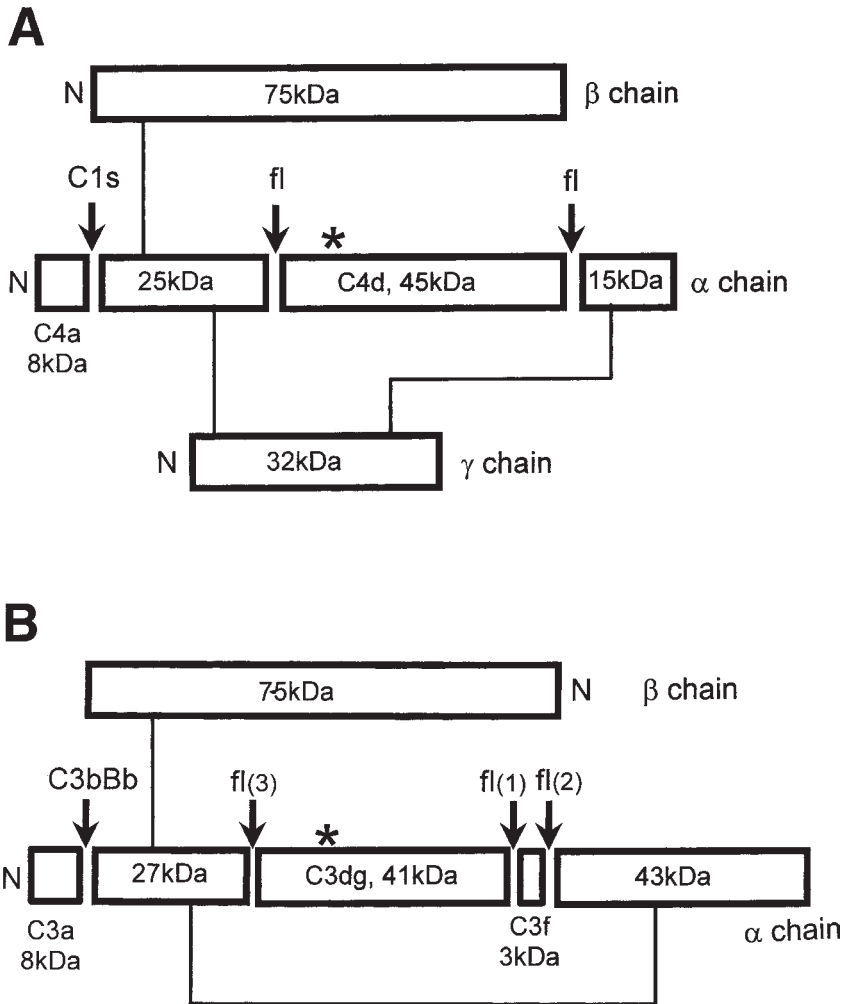 A
N 75kDa β chain
C1s fI fI
*
N 25kDa C4d, 45kDa 15kDa α chain
C4a
8kDa
N 32kDa γ chain
B
75kDa N β chain
C3bBb fI(3) fI(1) fI(2)
*
N 27kDa C3dg, 41kDa 43kDa
C3a C3f α chain
8kDa 3kDa